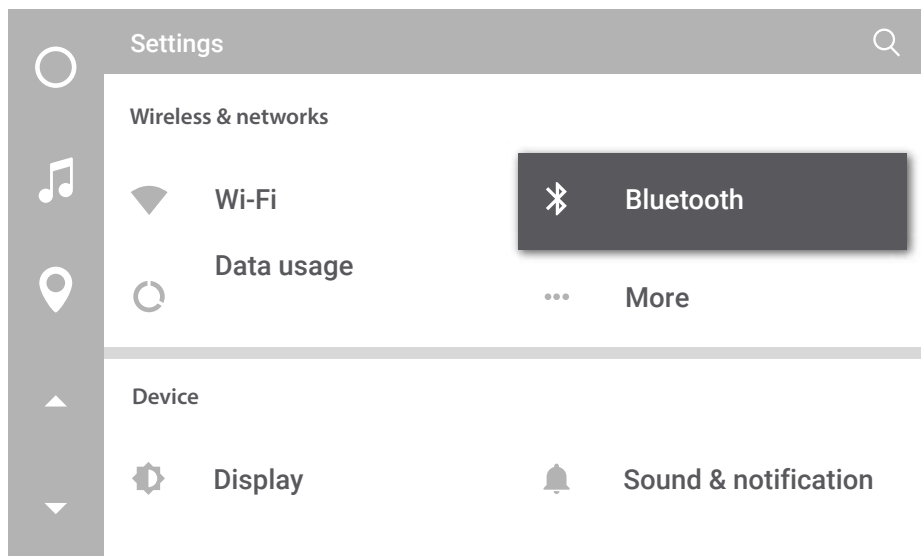 Settings
Wireless & networks
Wi-Fi
Bluetooth
Data usage
More
Device
Display
Sound & notification